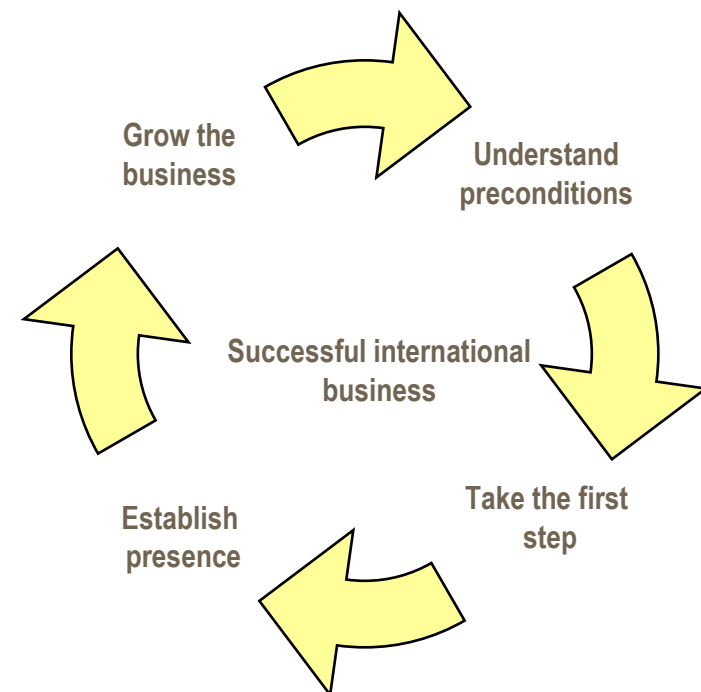 Grow the
business
Understand
preconditions
Successful international
business
Take the first
step
Establish
presence